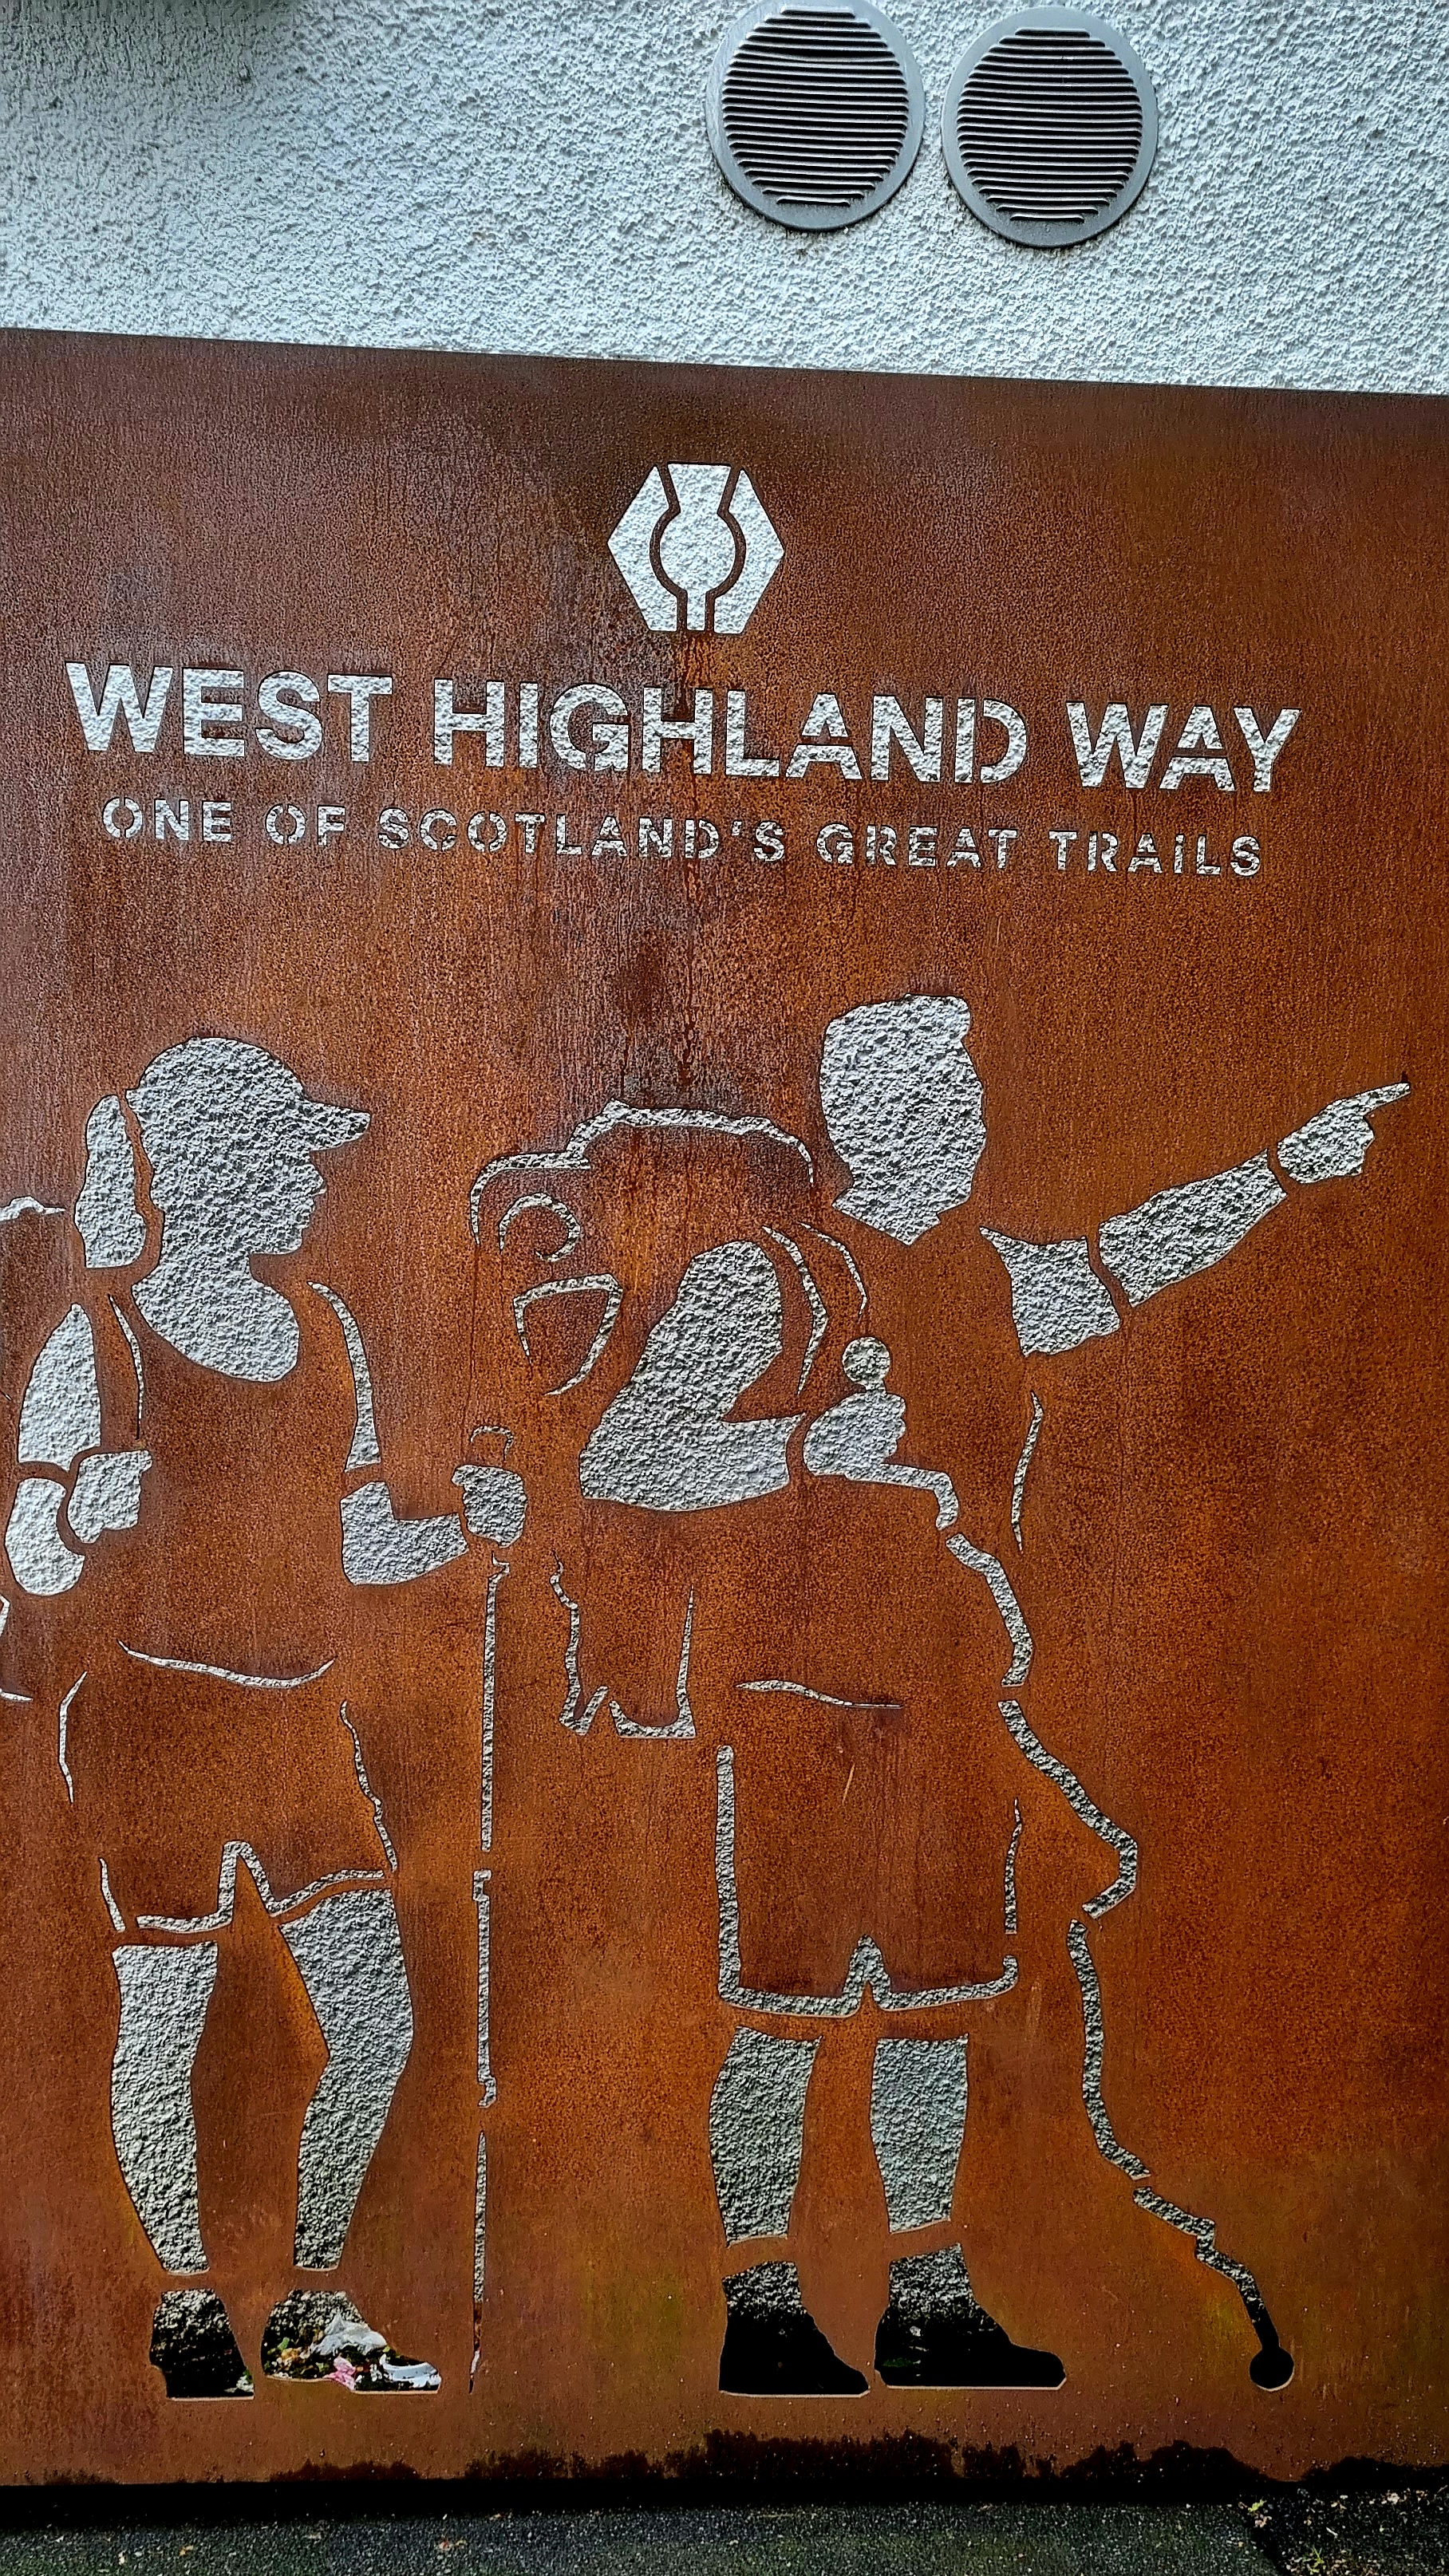 WEST HIGHLAND WAY
ONE OF SCOTLAND'S GREAT TRAILS